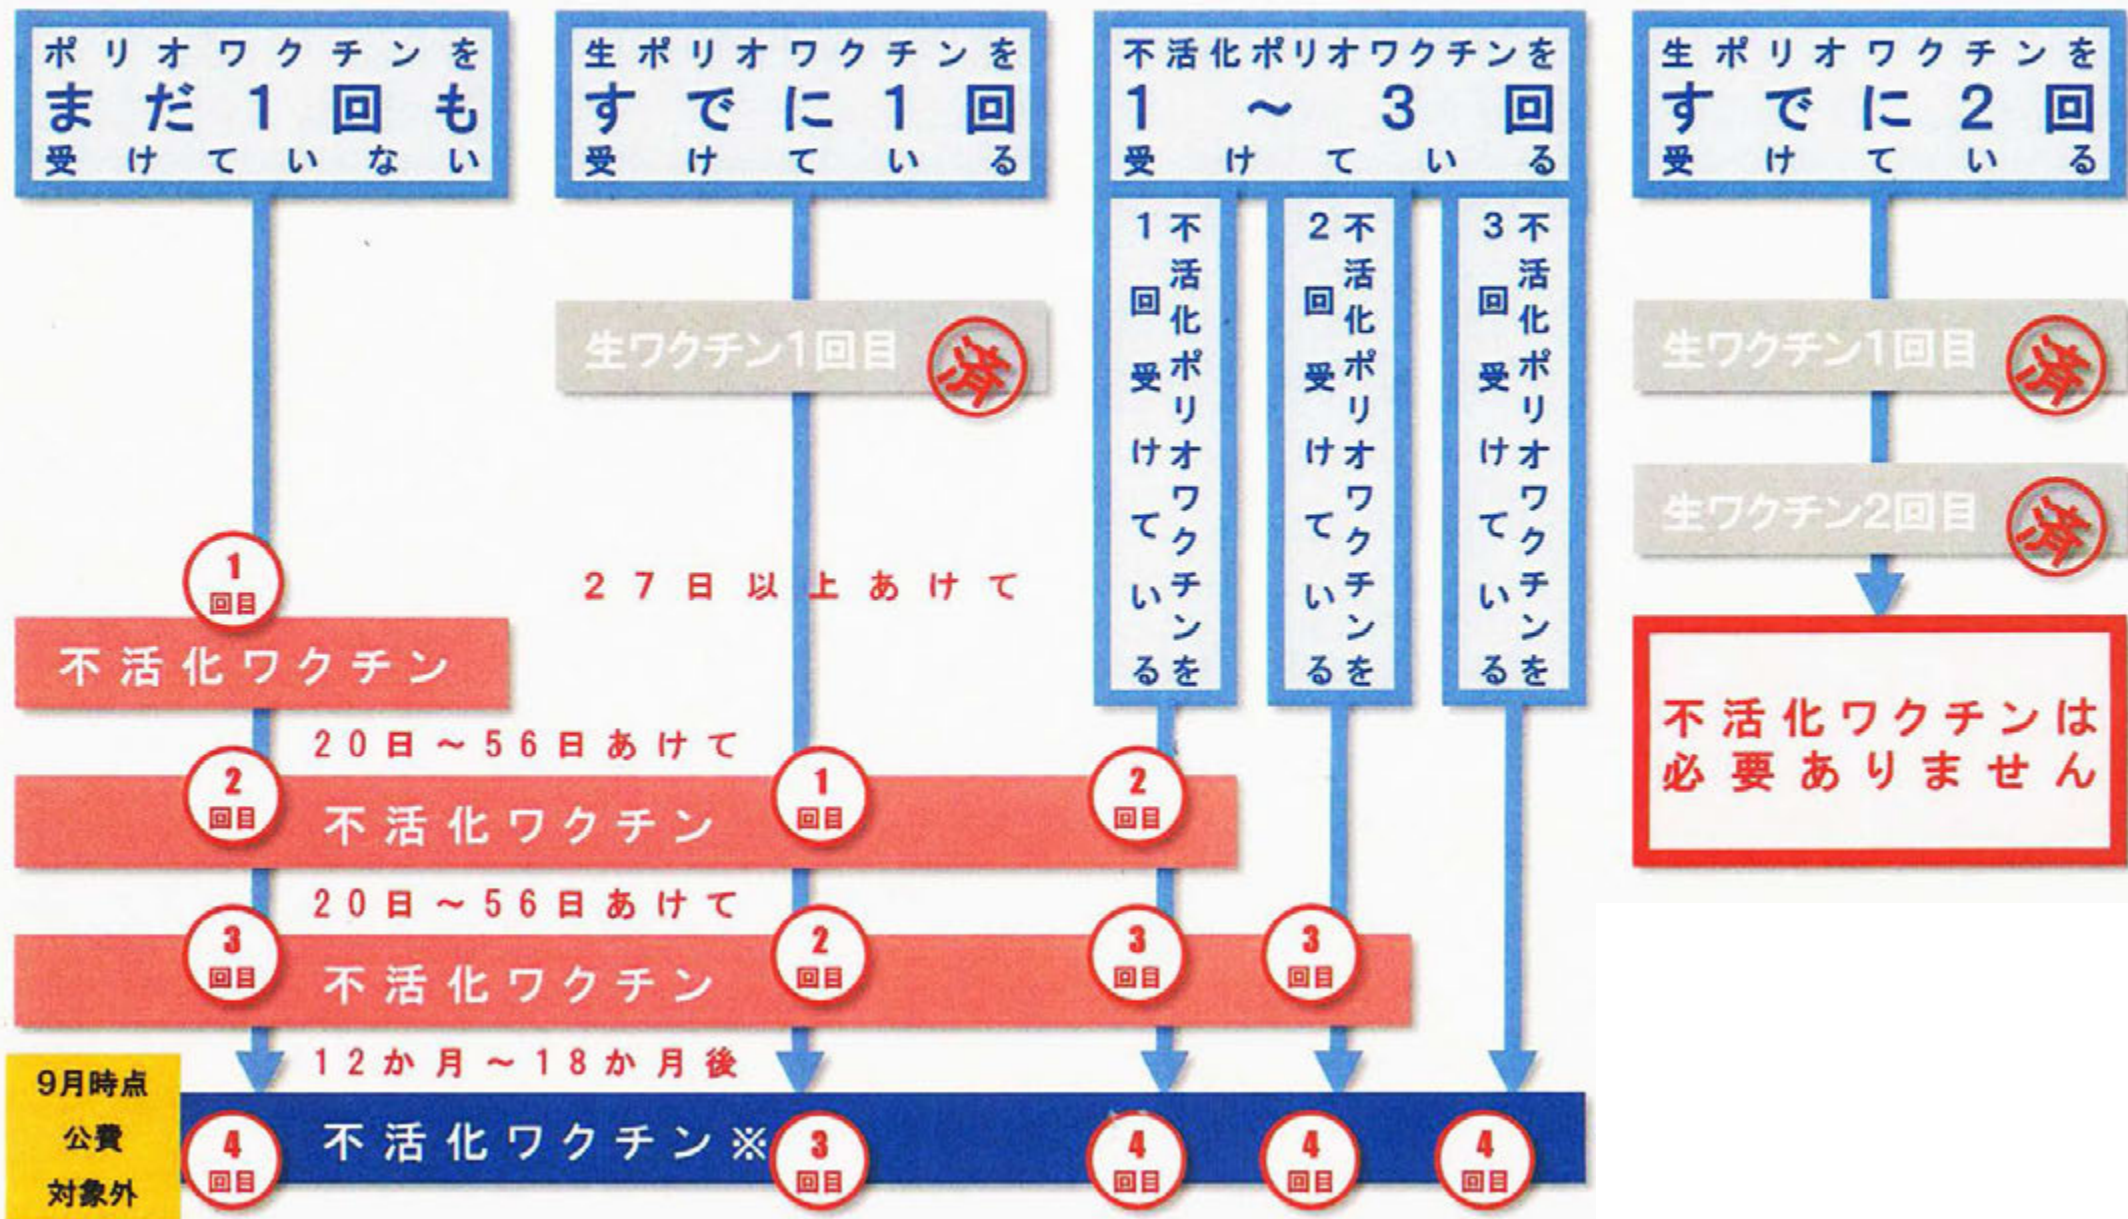 ポリオワクチンを
まだ1回も
受けていない
生ポリオワクチンを
すでに1回
受けている
不活化ポリオワクチンを
1～3回
受けている
生ポリオワクチンを
すでに2回
受けている
不活化ポリオワクチンを
1回受けている
不活化ポリオワクチンを
2回受けている
不活化ポリオワクチンを
3回受けている
生ワクチン1回目
済
生ワクチン1回目
済
生ワクチン2回目
済
1
回目
27日以上あけて
不活化ワクチン
不活化ワクチンは
必要ありません
20日～56日あけて
2
回目
不活化ワクチン
1
回目
2
回目
20日～56日あけて
3
回目
不活化ワクチン
2
回目
3
回目
3
回目
12か月～18か月後
9月時点
公費
対象外
4
回目
不活化ワクチン※
3
回目
4
回目
4
回目
4
回目